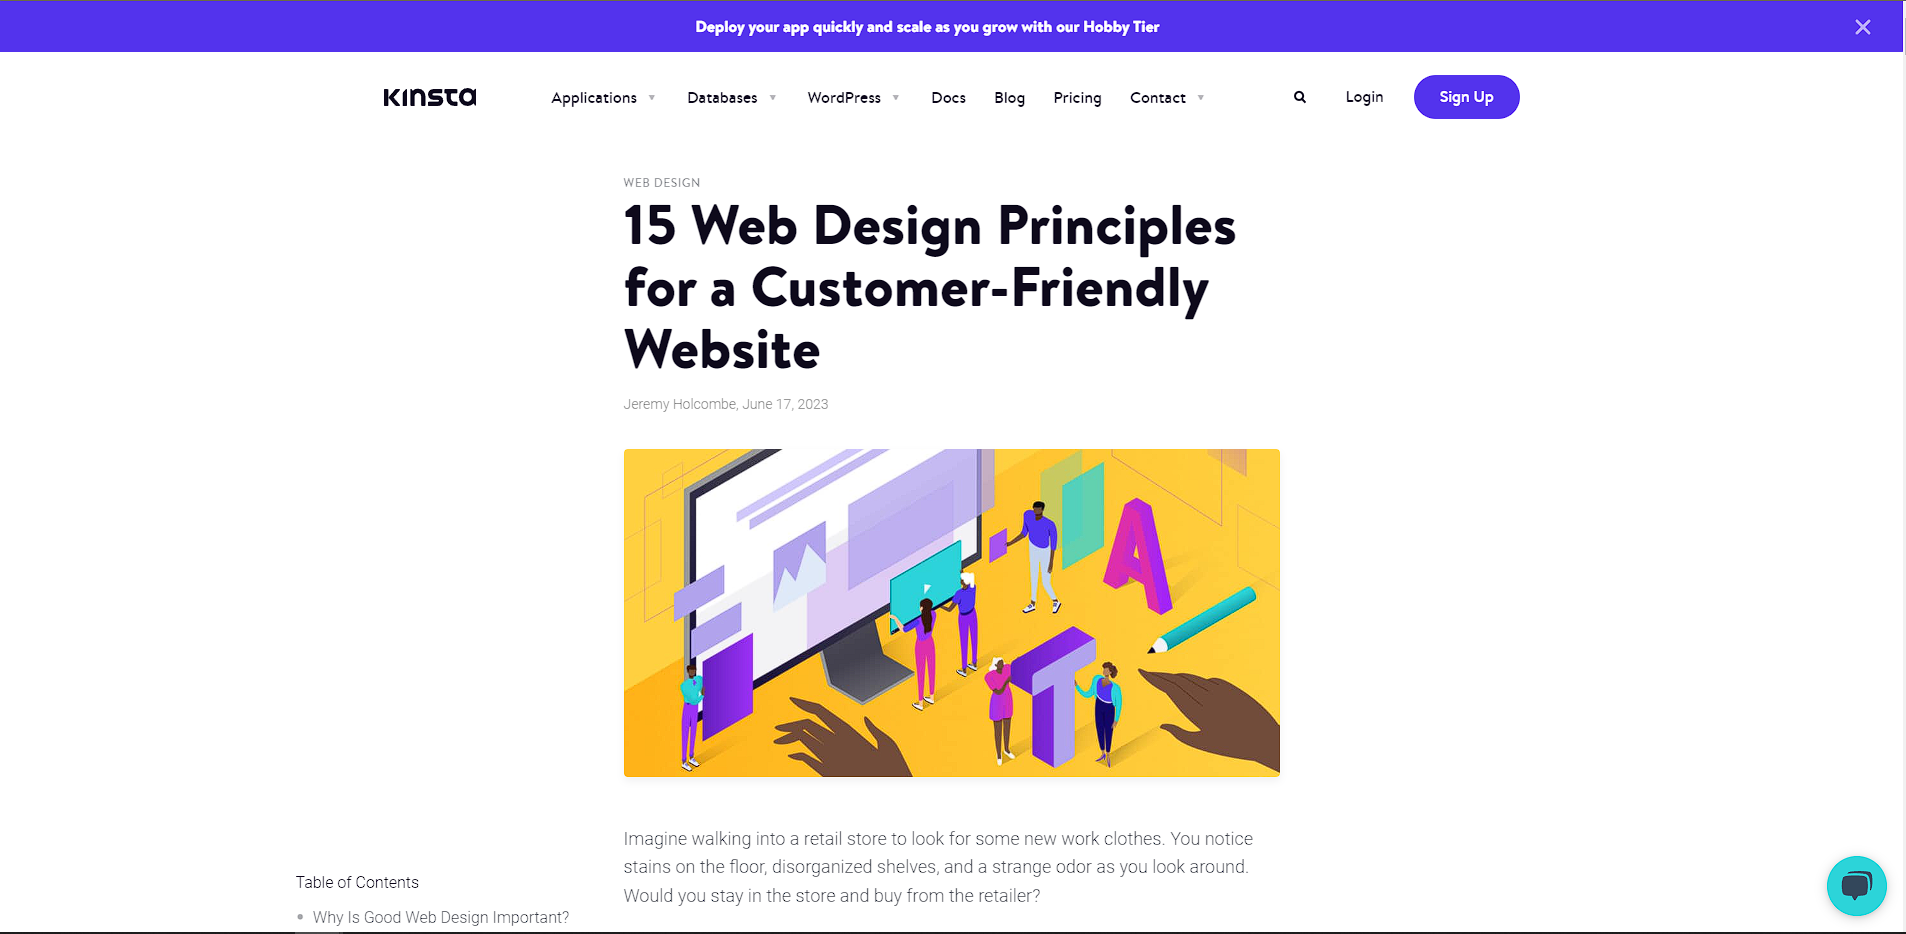 Deploy your app quickly and scale as you grow with our Hobby Tier
KINSTA
Applications Databases WordPress Docs Blog Pricing Contact Login Sign Up
WEB DESIGN
15 Web Design Principles
for a Customer-Friendly
Website
Jeremy Holcombe, June 17, 2023
A
T
Imagine walking into a retail store to look for some new work clothes. You notice
stains on the floor, disorganized shelves, and a strange odor as you look around.
Would you stay in the store and buy from the retailer?
Table of Contents
Why Is Good Web Design Important?